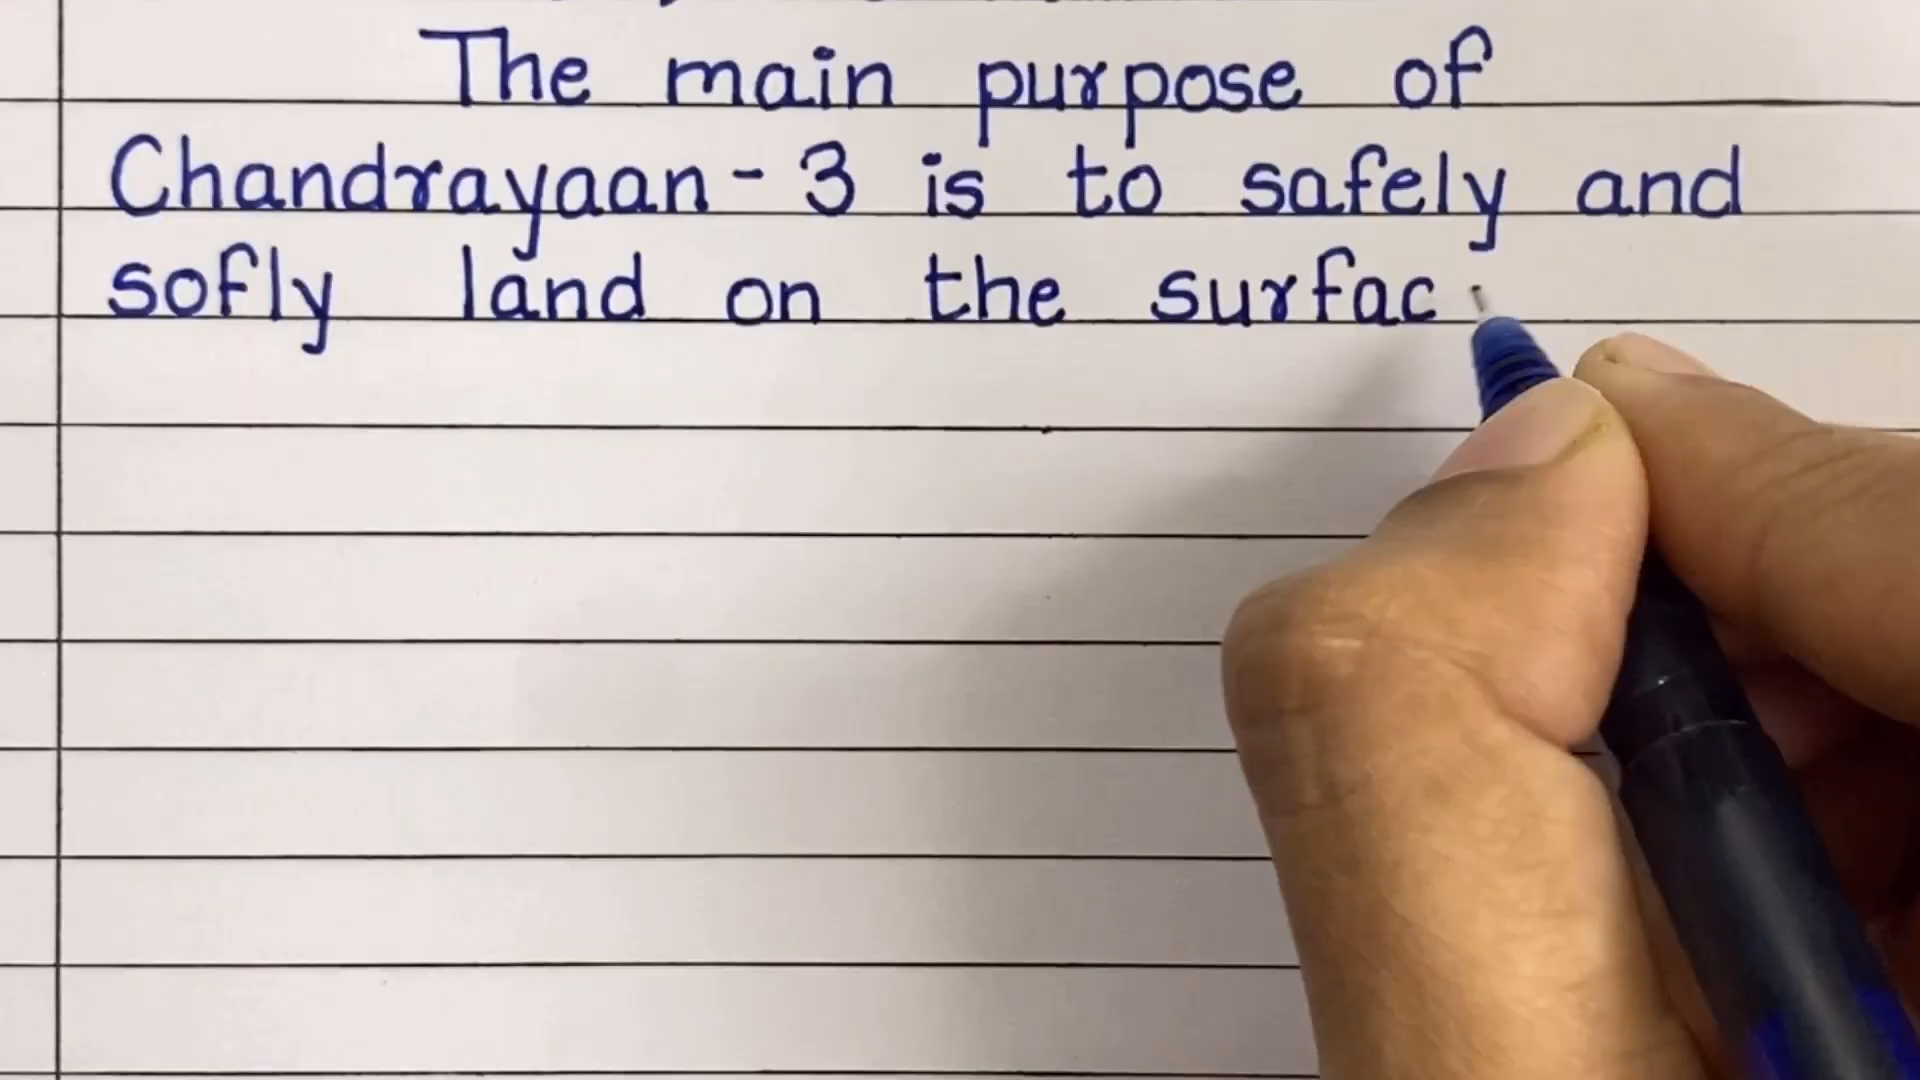 The main purpose of
Chandrayaan-3 is to safely and
sofly land on the surfac